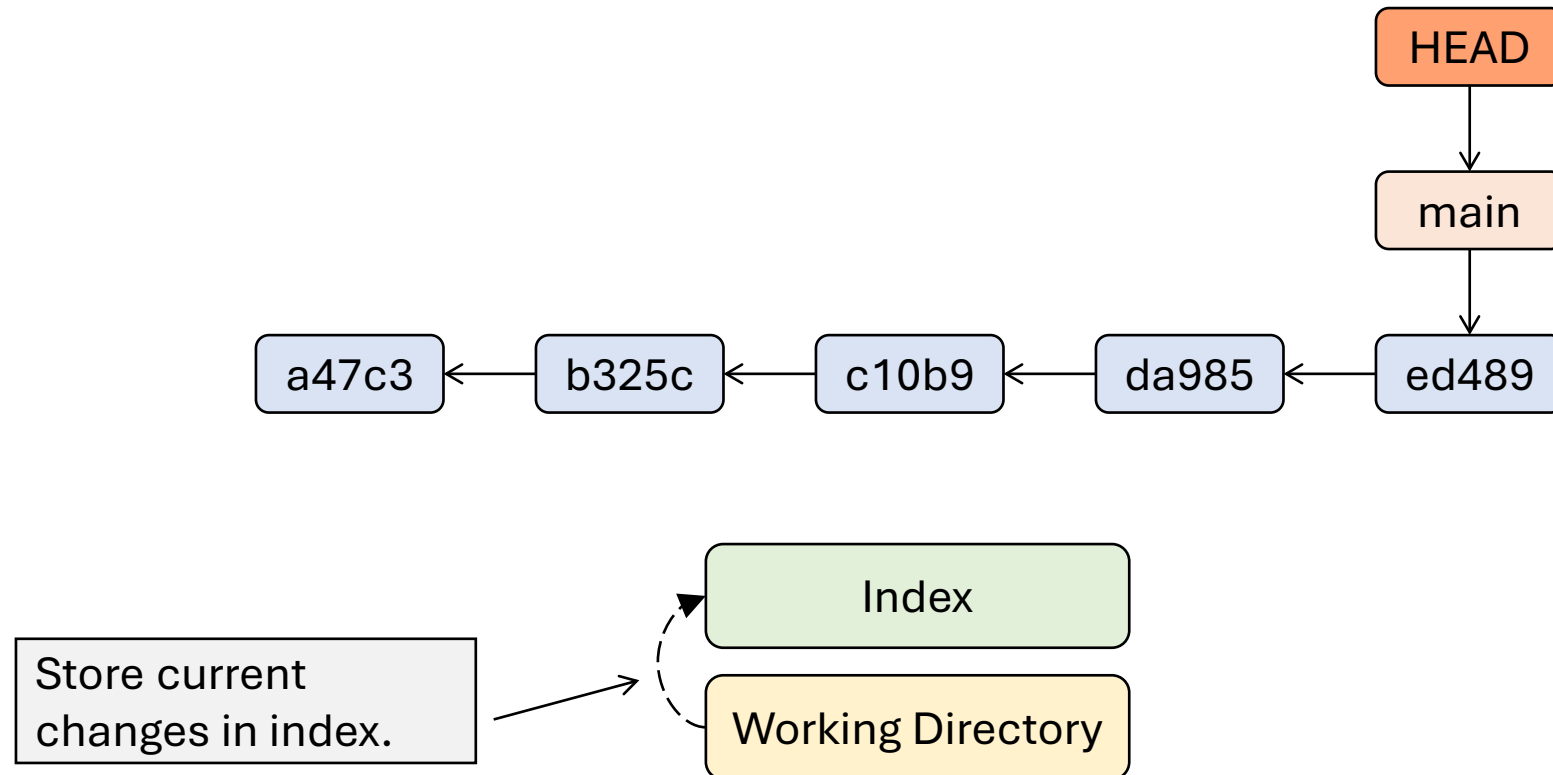 HEAD
main
a47c3
b325c
c10b9
da985
ed489
Index
Store current
changes in index.
Working Directory